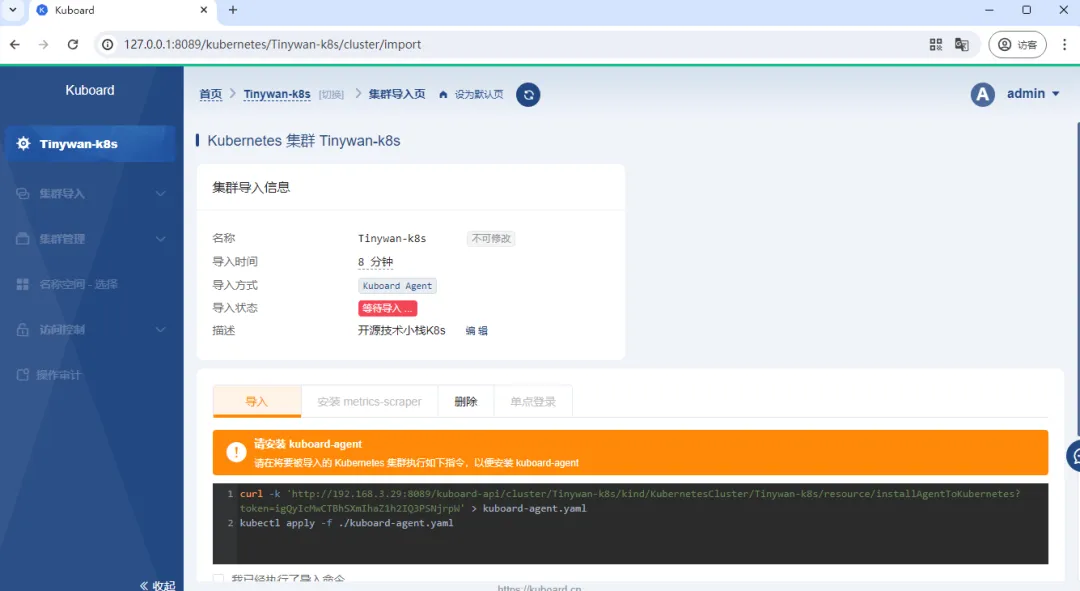 Kuboard
127.0.0.1:8089/kubernetes/Tinywan-k8s/cluster/import
访客
Kuboard
首页 > Tinywan-k8s [切换] > 集群导入页 设为默认页
A admin
Tinywan-k8s
集群导入
集群管理
名称空间 - 选择
访问控制
操作审计
收起
Kubernetes 集群 Tinywan-k8s
集群导入信息
名称 Tinywan-k8s 不可修改
导入时间 8 分钟
导入方式 Kuboard Agent
导入状态 等待导入 ...
描述 开源技术小栈K8s 编 辑
导入 安装 metrics-scraper 删除 单点登录
请安装 kuboard-agent
请在将要被导入的 Kubernetes 集群执行如下指令，以便安装 kuboard-agent
1 curl -k 'http://192.168.3.29:8089/kuboard-api/cluster/Tinywan-k8s/kind/KubernetesCluster/Tinywan-k8s/resource/installAgentToKubernetes?
token=igQyIcMwCTBhSXmIhaZ1h2IQ3PSNjrpW' > kuboard-agent.yaml
2 kubectl apply -f ./kuboard-agent.yaml
我已经执行了导入命令
https://kuboard.cn